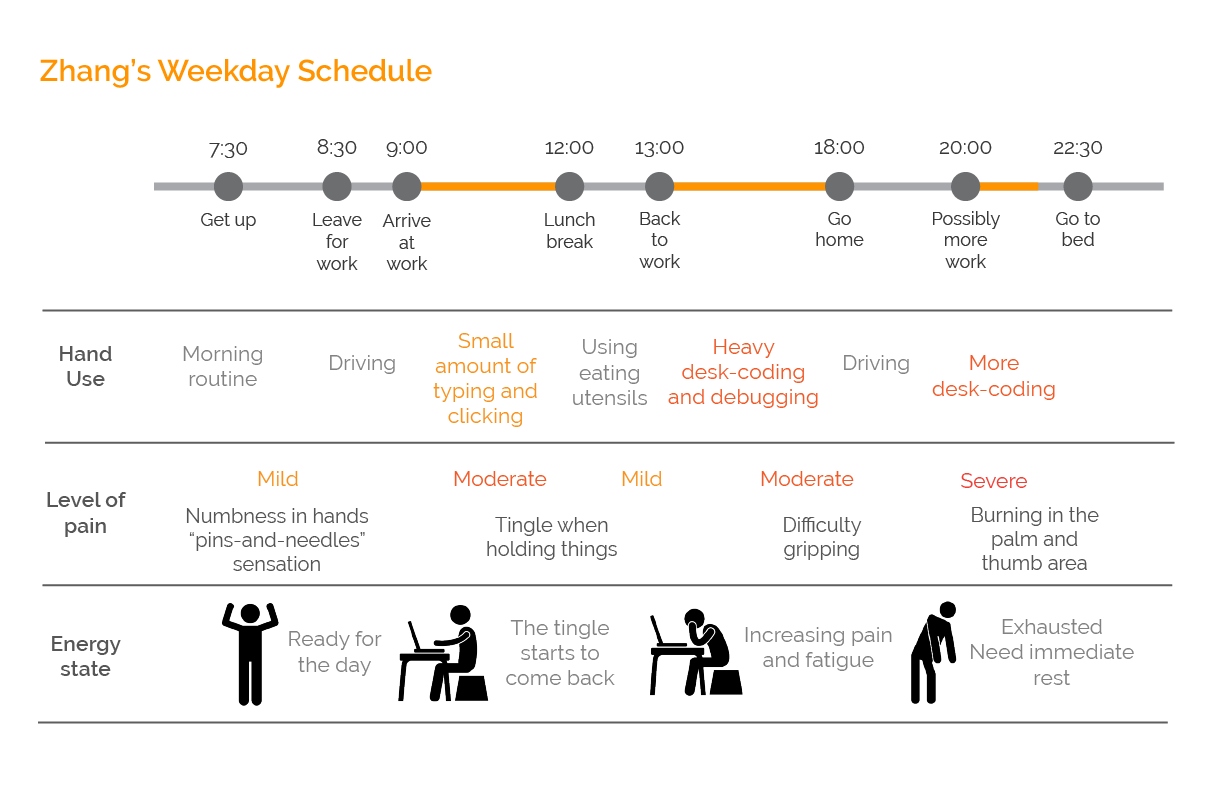 Zhang's Weekday Schedule
7:30
8:30
9:00
12:00
13:00
18:00
20:00
22:30
Get up
Leave
for
work
Arrive
at
work
Lunch
break
Back
to
work
Go
home
Possibly
more
work
Go to
bed
Hand
Use
Morning
routine
Driving
Small
amount of
typing and
clicking
Using
eating
utensils
Heavy
desk-coding
and debugging
Driving
More
desk-coding
Level of
pain
Mild
Numbness in hands
“pins-and-needles”
sensation
Moderate
Tingle when
holding things
Mild
Moderate
Difficulty
gripping
Severe
Burning in the
palm and
thumb area
Energy
state
Ready for
the day
The tingle
starts to
come back
Increasing pain
and fatigue
Exhausted
Need immediate
rest